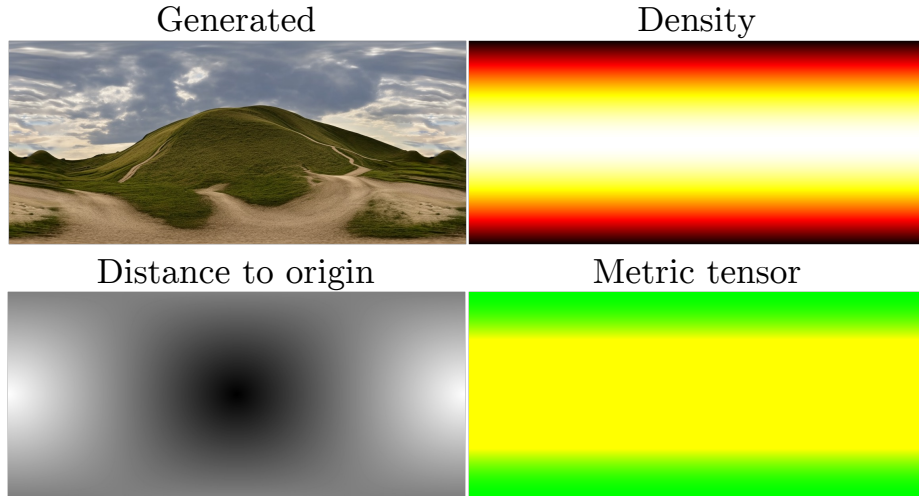 Generated
Density
Distance to origin
Metric tensor